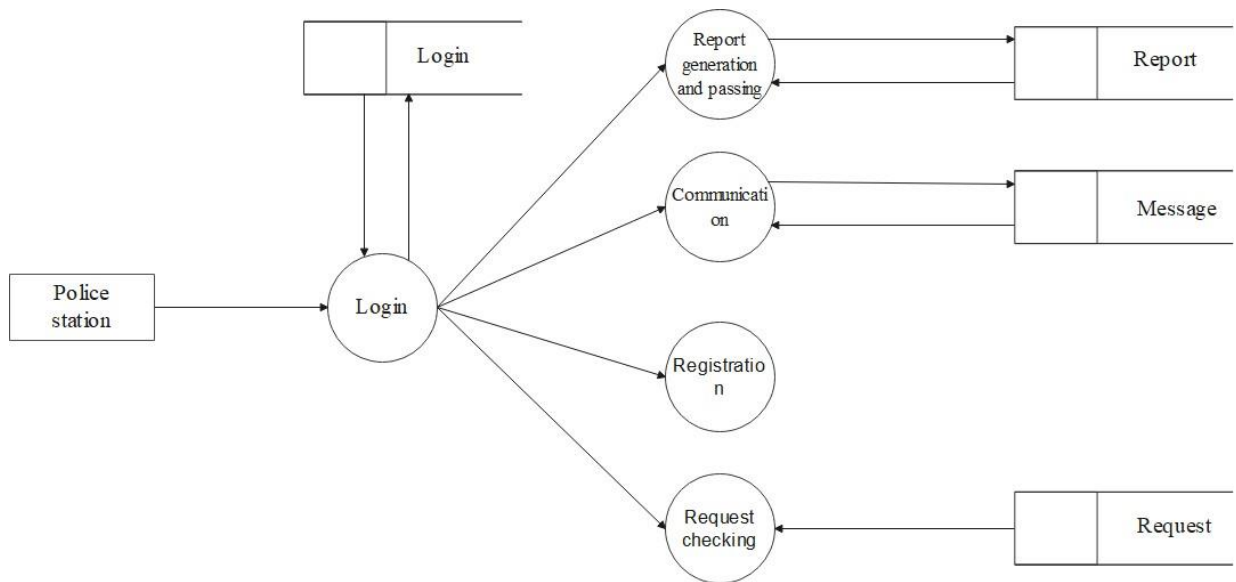 Login
Report
generation
and passing
Report
Communicati
on
Message
Police
station
Login
Registratio
n
Request
checking
Request